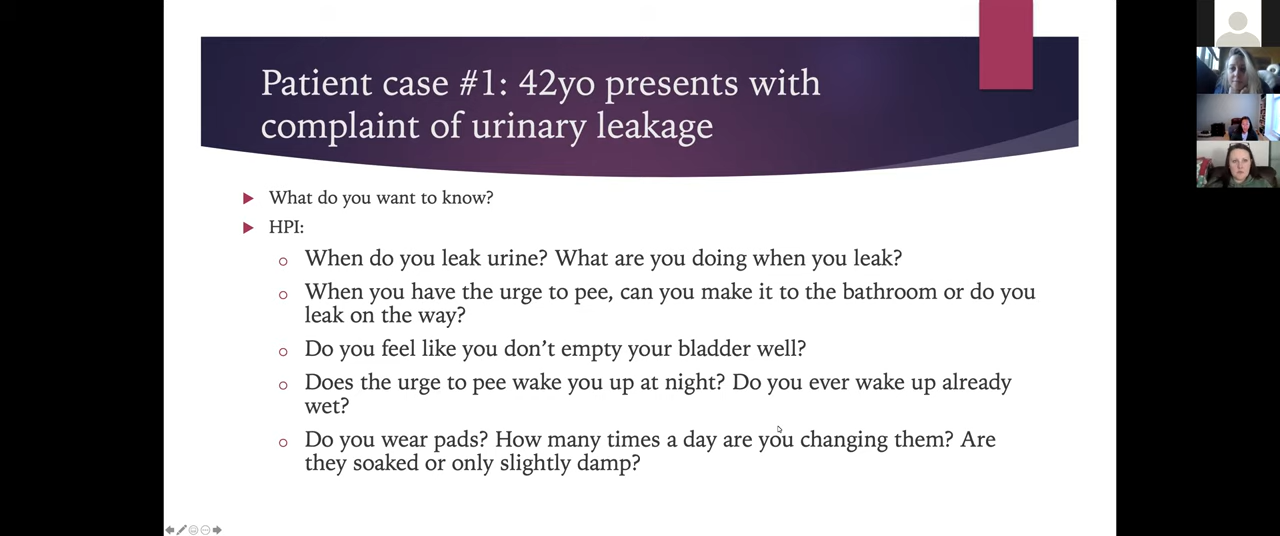 Patient case #1: 42yo presents with
complaint of urinary leakage
What do you want to know?
HPI:
When do you leak urine? What are you doing when you leak?
When you have the urge to pee, can you make it to the bathroom or do you
leak on the way?
Do you feel like you don’t empty your bladder well?
Does the urge to pee wake you up at night? Do you ever wake up already
wet?
Do you wear pads? How many times a day are you changing them? Are
they soaked or only slightly damp?